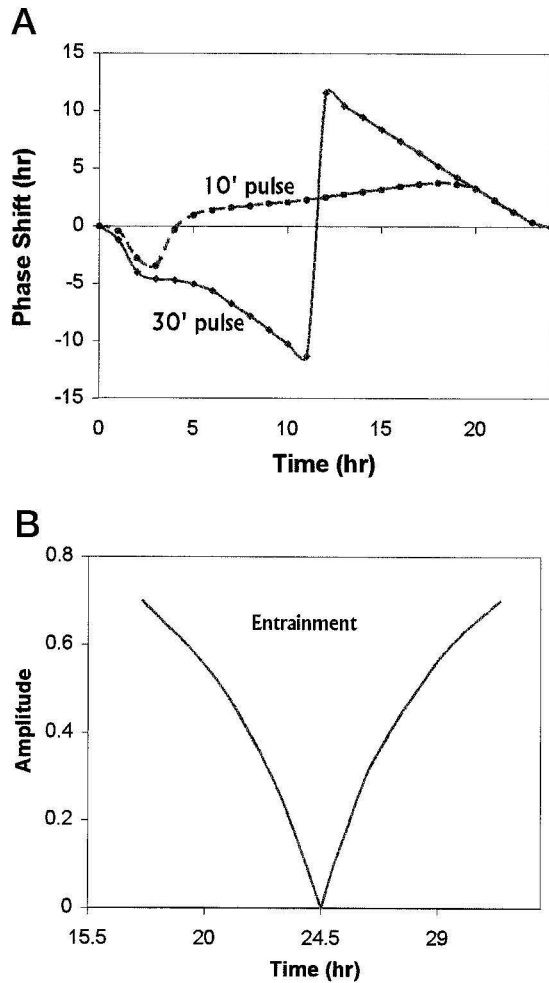 A
15
10
5
0
-5
-10
-15
Phase Shift (hr)
10' pulse
30' pulse
0 5 10 15 20
Time (hr)
B
0.8
0.6
0.4
0.2
0
Amplitude
Entrainment
15.5 20 24.5 29
Time (hr)